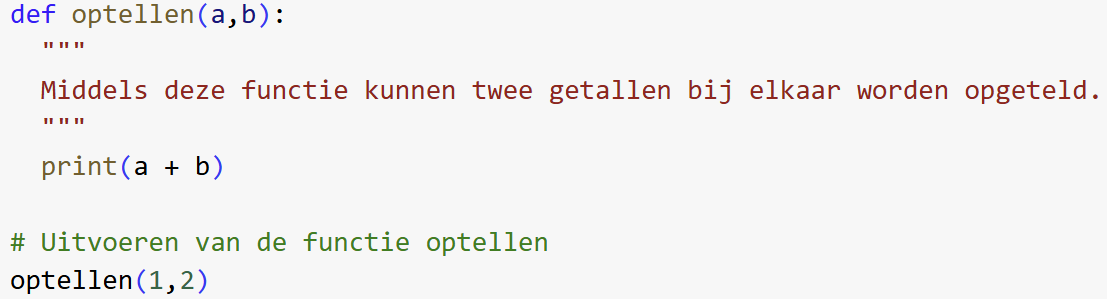 def optellen(a,b):
  """
  Middels deze functie kunnen twee getallen bij elkaar worden opgeteld.
  """
  print(a + b)

# Uitvoeren van de functie optellen
optellen(1,2)